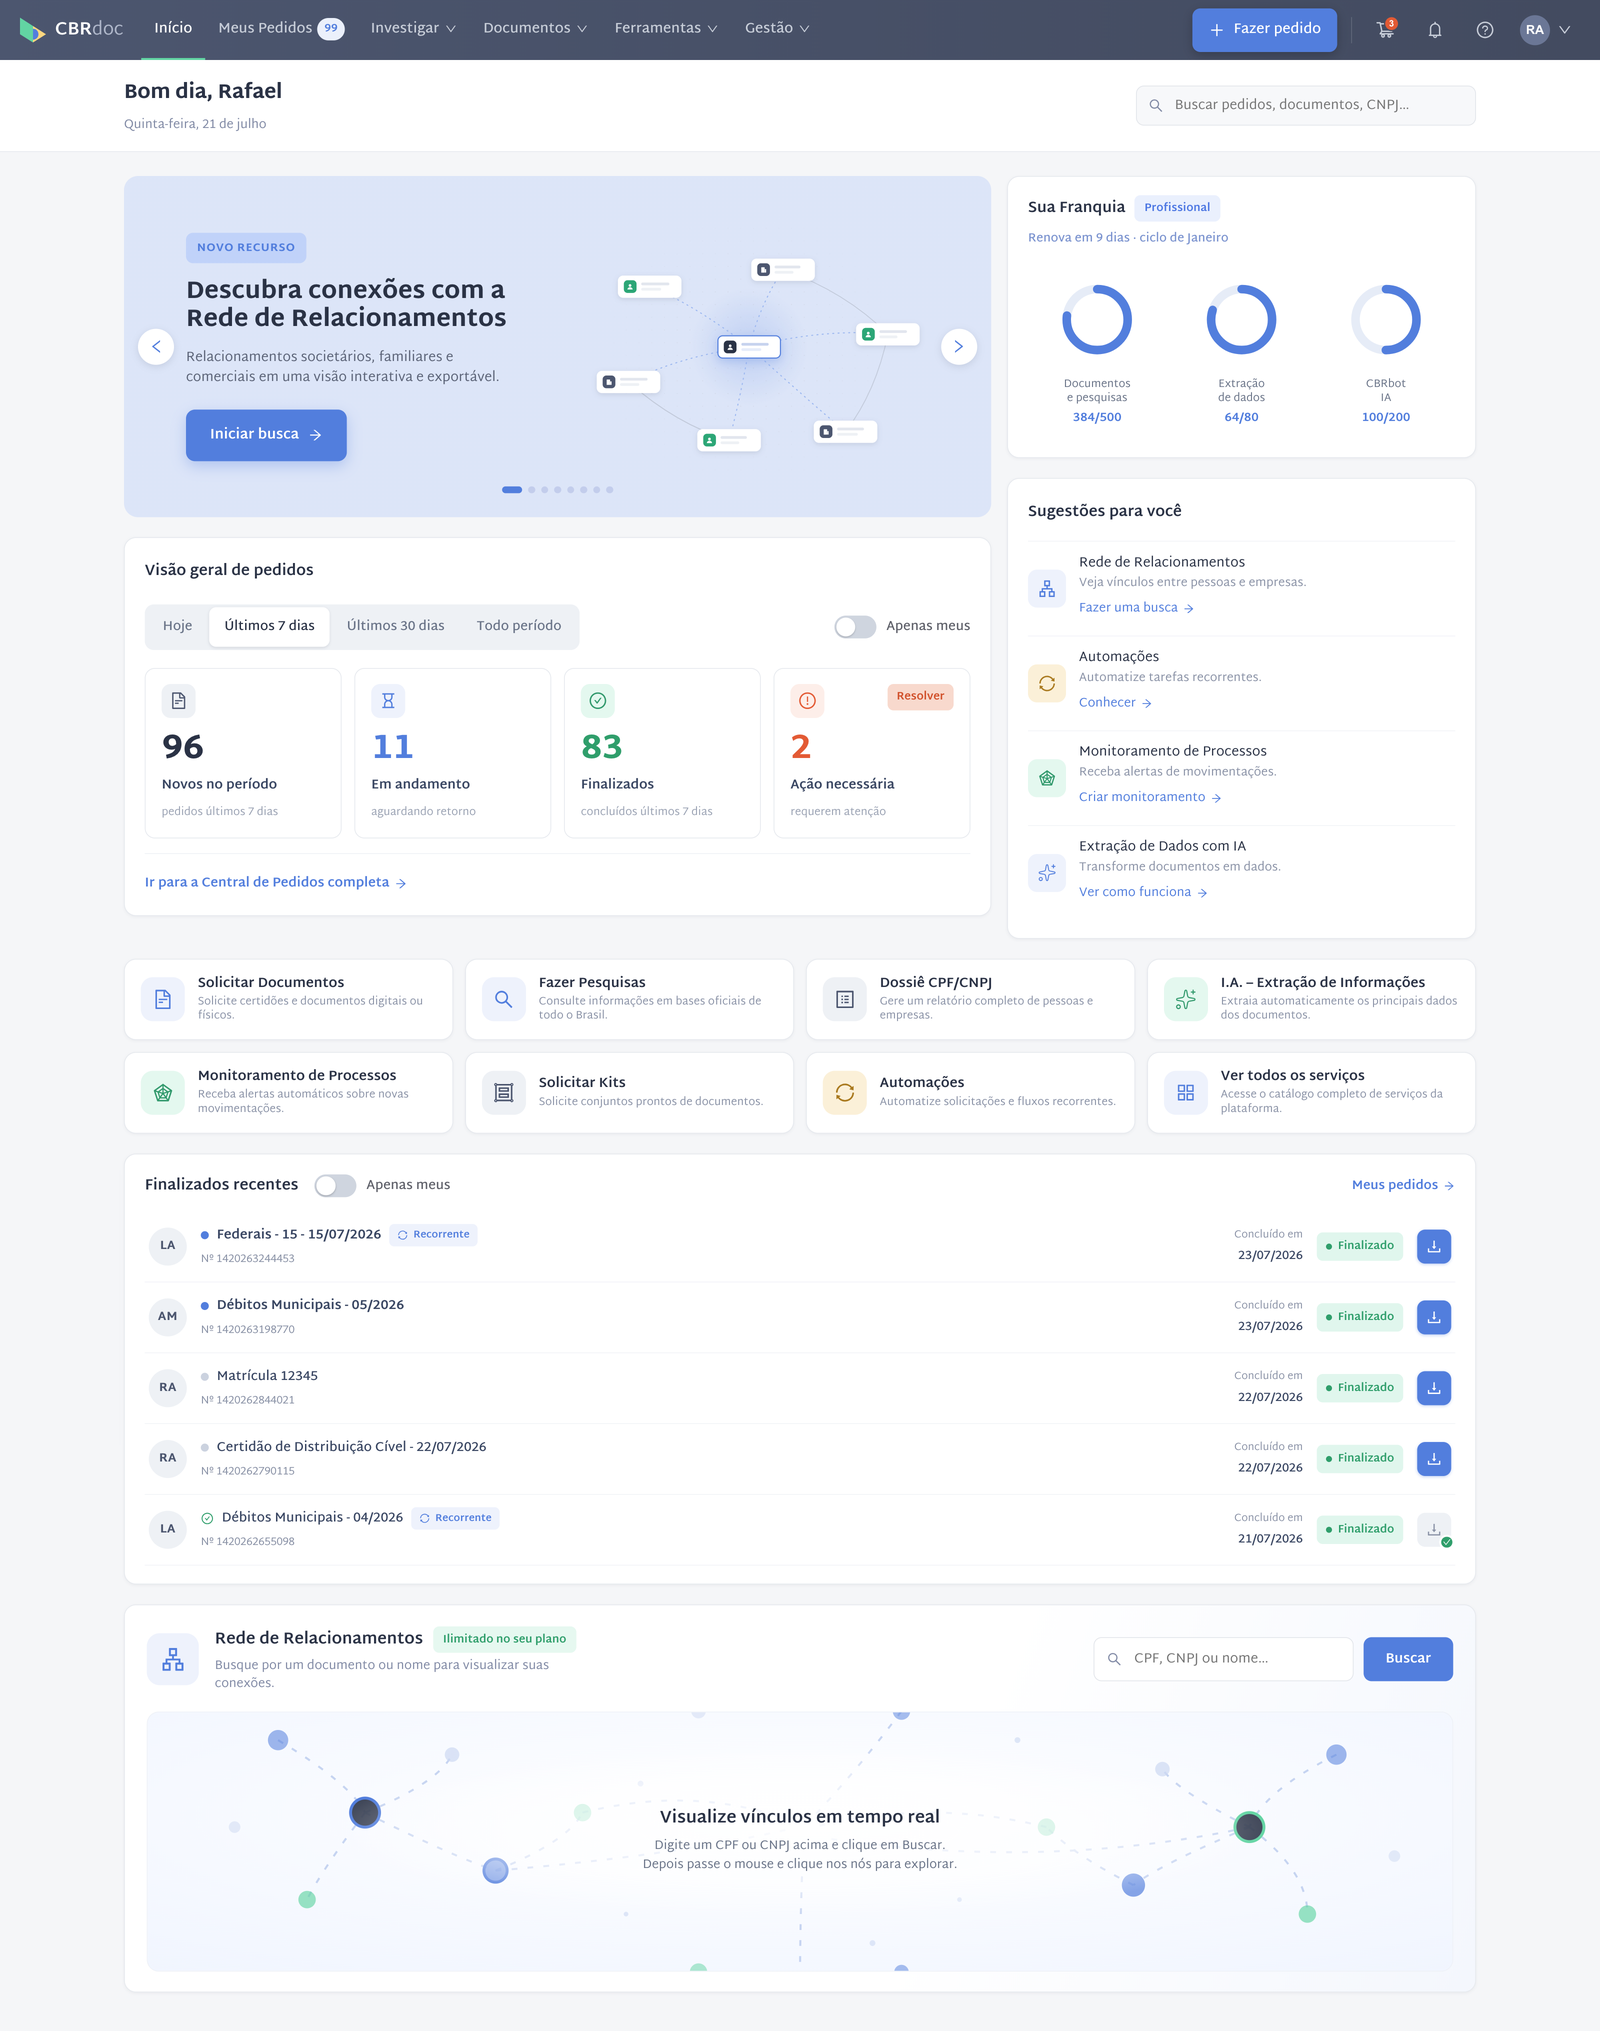 CBRdoc
Início
Meus Pedidos 99
Investigar
Documentos
Ferramentas
Gestão
Fazer pedido
3
RA
Bom dia, Rafael
Quinta-feira, 21 de julho
Buscar pedidos, documentos, CNPJ...
NOVO RECURSO
Descubra conexões com a
Rede de Relacionamentos
Relacionamentos societários, familiares e
comerciais em uma visão interativa e exportável.
Iniciar busca
Sua Franquia Profissional
Renova em 9 dias · ciclo de Janeiro
Documentos
e pesquisas
384/500
Extração
de dados
64/80
CBRbot
IA
100/200
Visão geral de pedidos
Hoje
Últimos 7 dias
Últimos 30 dias
Todo período
Apenas meus
96
Novos no período
pedidos últimos 7 dias
11
Em andamento
aguardando retorno
83
Finalizados
concluídos últimos 7 dias
Resolver
2
Ação necessária
requerem atenção
Ir para a Central de Pedidos completa
Sugestões para você
Rede de Relacionamentos
Veja vínculos entre pessoas e empresas.
Fazer uma busca
Automações
Automatize tarefas recorrentes.
Conhecer
Monitoramento de Processos
Receba alertas de movimentações.
Criar monitoramento
Extração de Dados com IA
Transforme documentos em dados.
Ver como funciona
Solicitar Documentos
Solicite certidões e documentos digitais ou
físicos.
Fazer Pesquisas
Consulte informações em bases oficiais de
todo o Brasil.
Dossiê CPF/CNPJ
Gere um relatório completo de pessoas e
empresas.
I.A. – Extração de Informações
Extraia automaticamente os principais dados
dos documentos.
Monitoramento de Processos
Receba alertas automáticos sobre novas
movimentações.
Solicitar Kits
Solicite conjuntos prontos de documentos.
Automações
Automatize solicitações e fluxos recorrentes.
Ver todos os serviços
Acesse o catálogo completo de serviços da
plataforma.
Finalizados recentes
Apenas meus
Meus pedidos
LA
Federais - 15 - 15/07/2026 Recorrente
Nº 1420263244453
Concluído em
23/07/2026
Finalizado
AM
Débitos Municipais - 05/2026
Nº 1420263198770
Concluído em
23/07/2026
Finalizado
RA
Matrícula 12345
Nº 1420262844021
Concluído em
22/07/2026
Finalizado
RA
Certidão de Distribuição Cível - 22/07/2026
Nº 1420262790115
Concluído em
22/07/2026
Finalizado
LA
Débitos Municipais - 04/2026 Recorrente
Nº 1420262655098
Concluído em
21/07/2026
Finalizado
Rede de Relacionamentos Ilimitado no seu plano
Busque por um documento ou nome para visualizar suas
conexões.
CPF, CNPJ ou nome...
Buscar
Visualize vínculos em tempo real
Digite um CPF ou CNPJ acima e clique em Buscar.
Depois passe o mouse e clique nos nós para explorar.